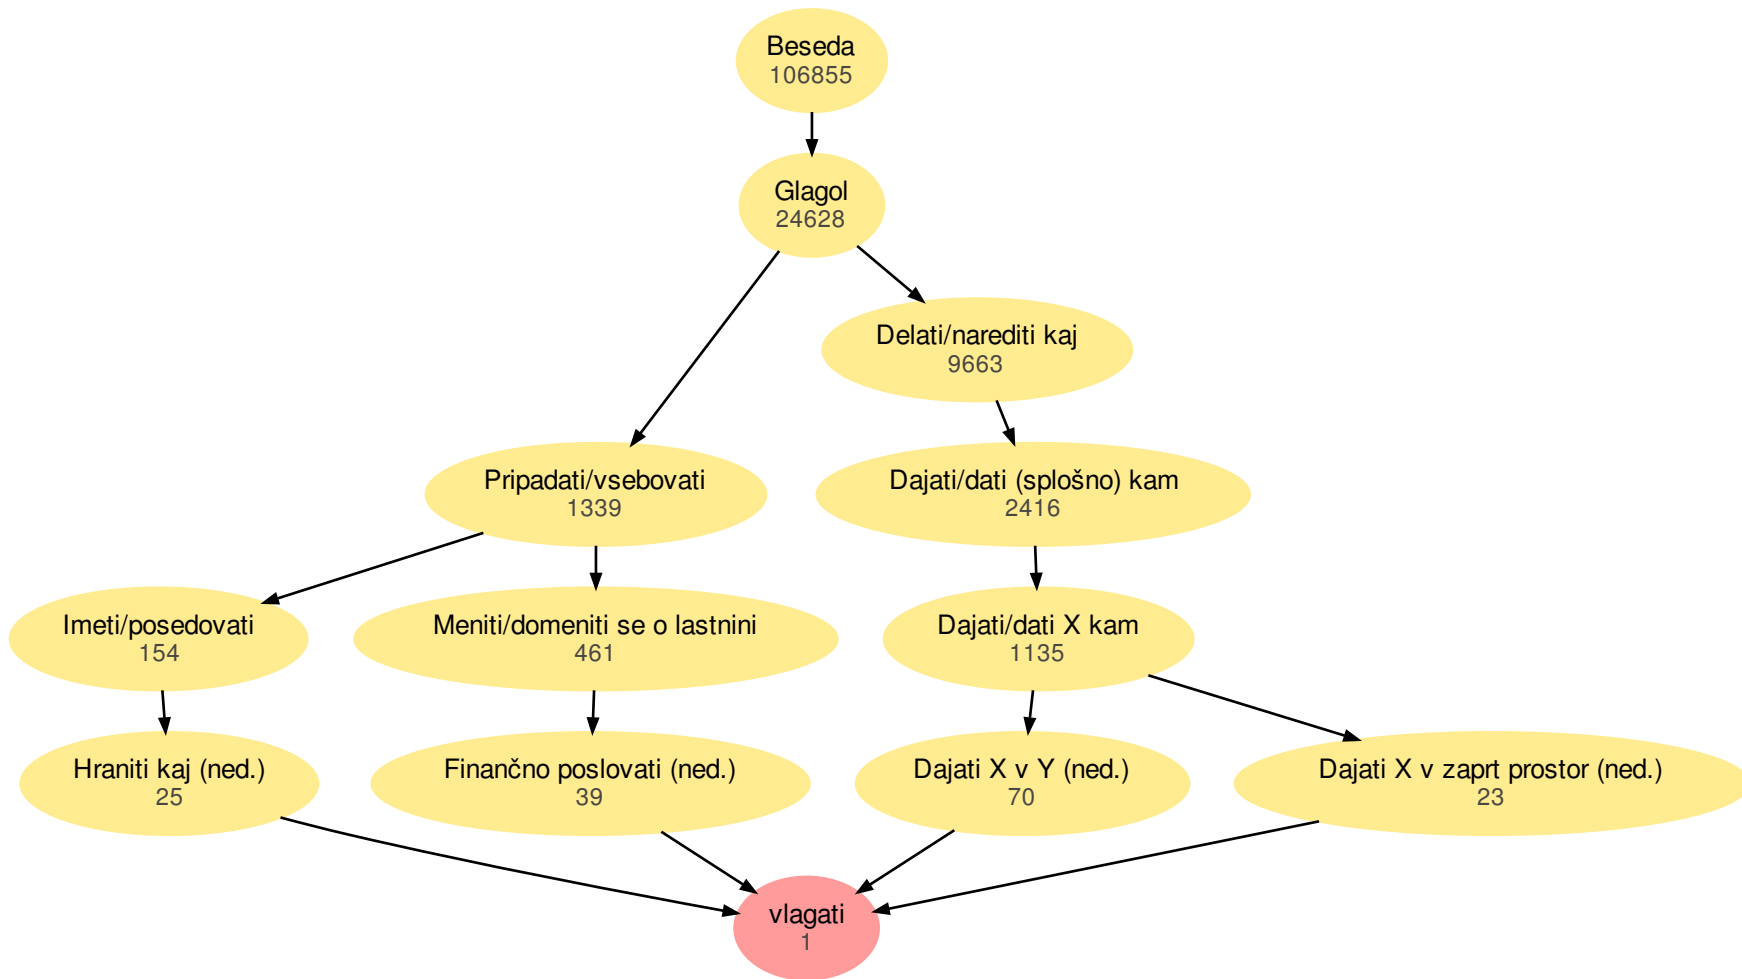 Beseda
106855
Glagol
24628
Delati/narediti kaj
9663
Pripadati/vsebovati
1339
Dajati/dati (splošno) kam
2416
Imeti/posedovati
154
Meniti/domeniti se o lastnini
461
Dajati/dati X kam
1135
Hraniti kaj (ned.)
25
Finančno poslovati (ned.)
39
Dajati X v Y (ned.)
70
Dajati X v zaprt prostor (ned.)
23
vlagati
1